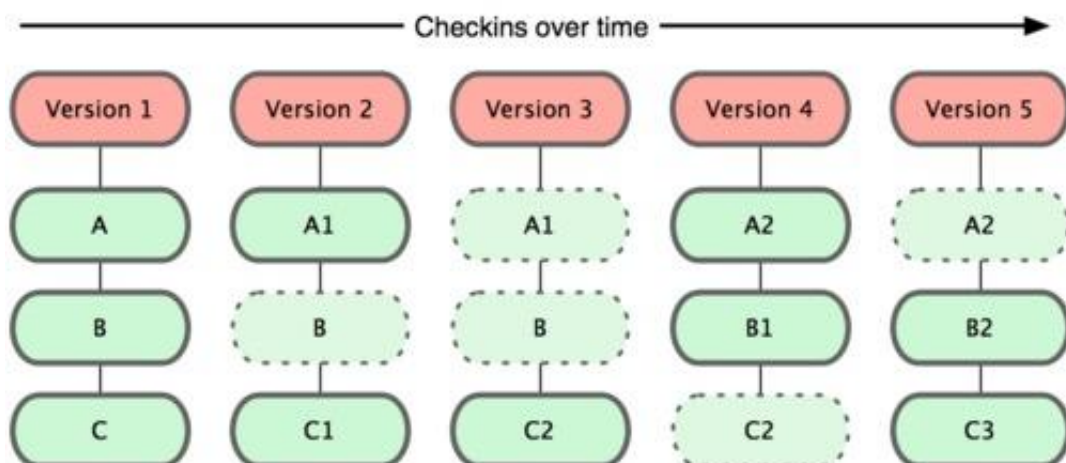 Checkins over time
Version 1 Version 2 Version 3 Version 4 Version 5
A A1 A1 A2 A2
B B B B1 B2
C C1 C2 C2 C3